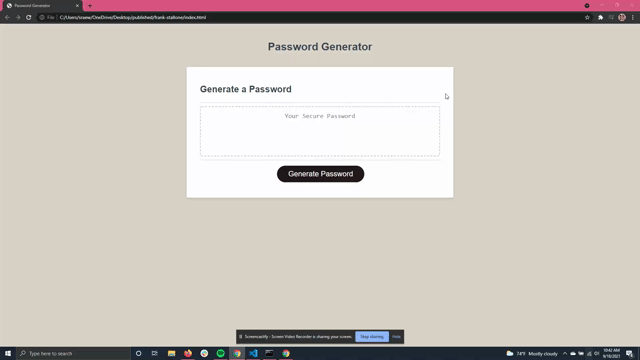 Password Generator
File
C:/Users/issew/OneDrive/Desktop/published/frank-stallone/index.html
Password Generator
Generate a Password
Your Secure Password
Generate Password
Screencastify - Screen Video Recorder is sharing your screen.
Stop sharing
Hide
Type here to search
74°F Mostly cloudy
10:42 AM
9/18/2021